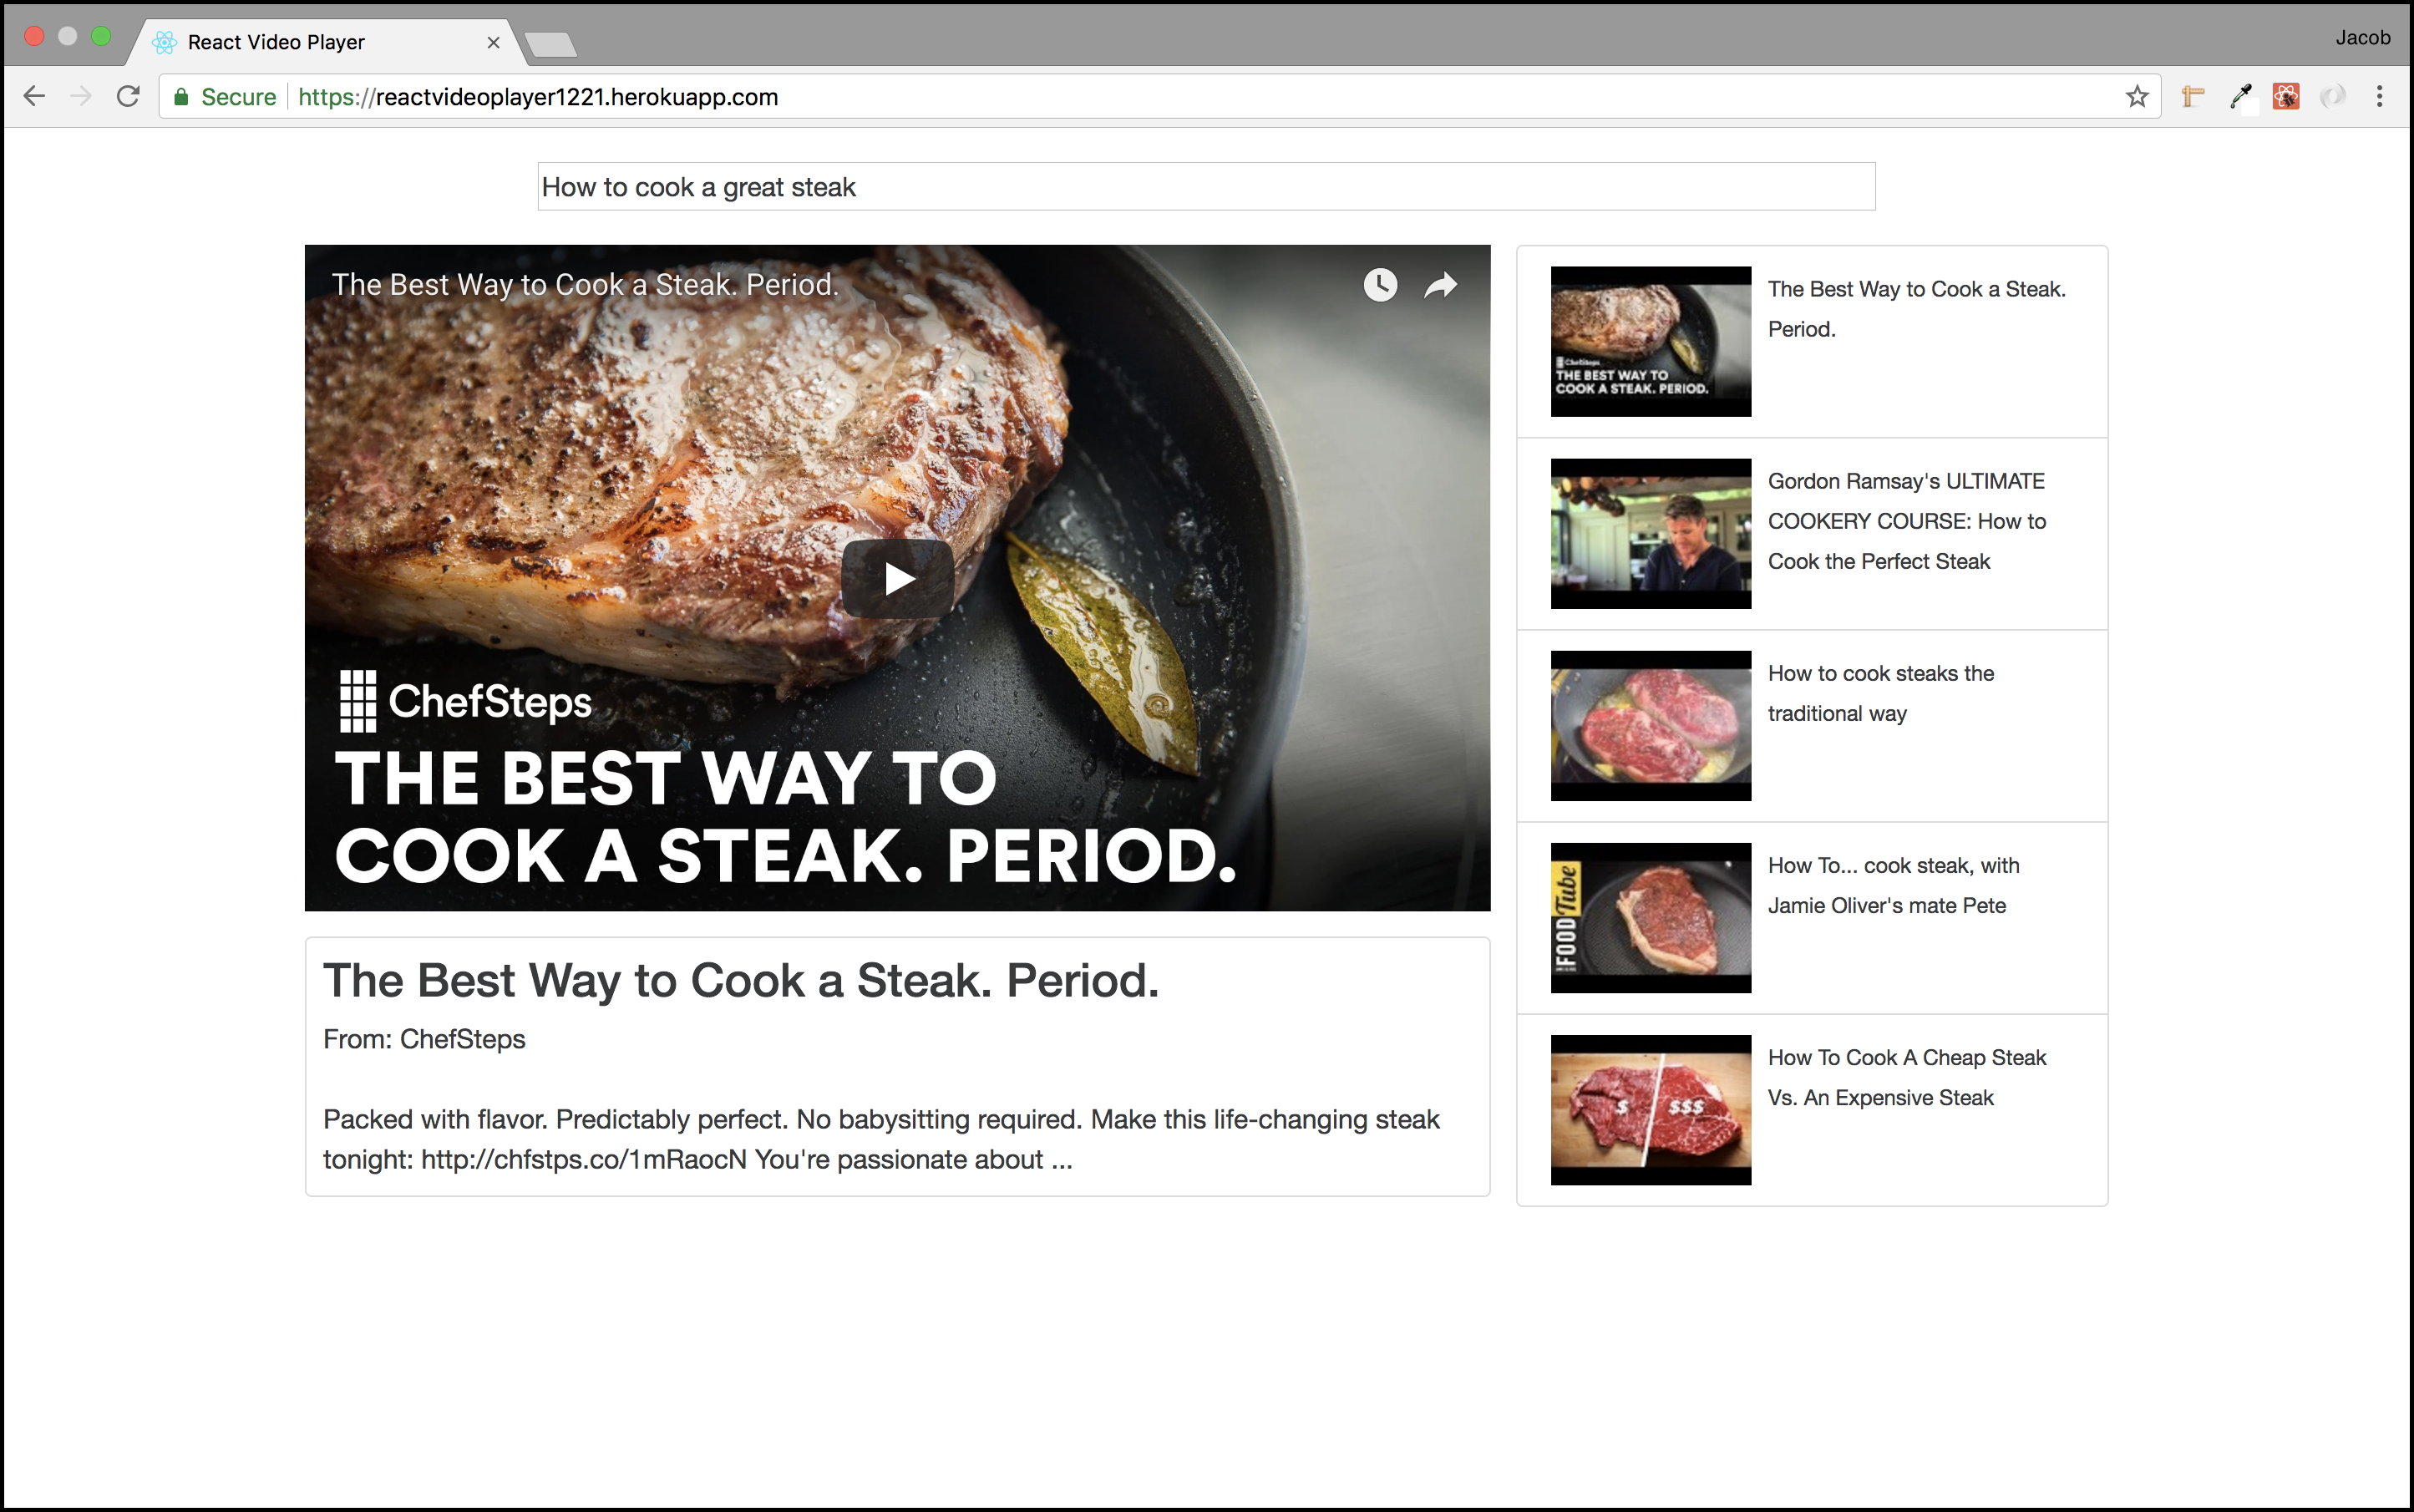 React Video Player
Jacob
Secure
https://reactvideoplayer1221.herokuapp.com
How to cook a great steak
The Best Way to Cook a Steak. Period.
ChefSteps
THE BEST WAY TO
COOK A STEAK. PERIOD.
The Best Way to Cook a Steak. Period.
From: ChefSteps
Packed with flavor. Predictably perfect. No babysitting required. Make this life-changing steak
tonight: http://chfstps.co/1mRaocN You're passionate about ...
ChefSteps
THE BEST WAY TO
COOK A STEAK. PERIOD.
The Best Way to Cook a Steak.
Period.
Gordon Ramsay's ULTIMATE
COOKERY COURSE: How to
Cook the Perfect Steak
How to cook steaks the
traditional way
FOOD Tube
How To... cook steak, with
Jamie Oliver's mate Pete
$ $$$
How To Cook A Cheap Steak
Vs. An Expensive Steak